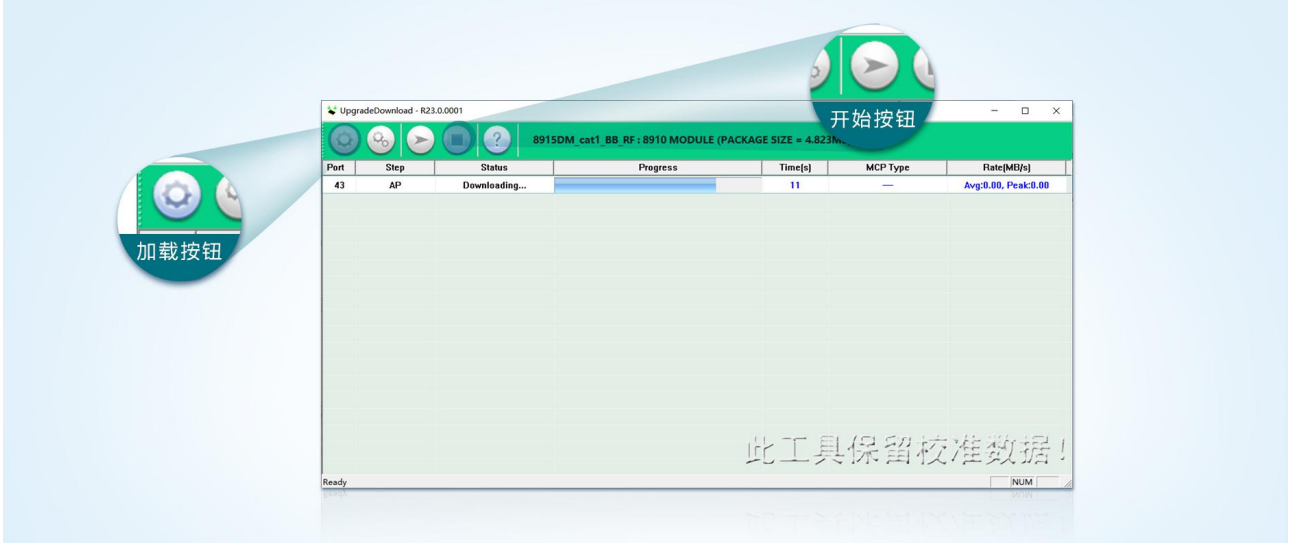 开始按钮
UpgradeDownload - R23.0.0001
8915DM_cat1_BB_RF : 8910 MODULE (PACKAGE SIZE = 4.823M
Port Step Status Progress Time(s) MCP Type Rate(MB/s)
43 AP Downloading... 11 — Avg:0.00, Peak:0.00
加载按钮
此工具保留校准数据!
Ready NUM